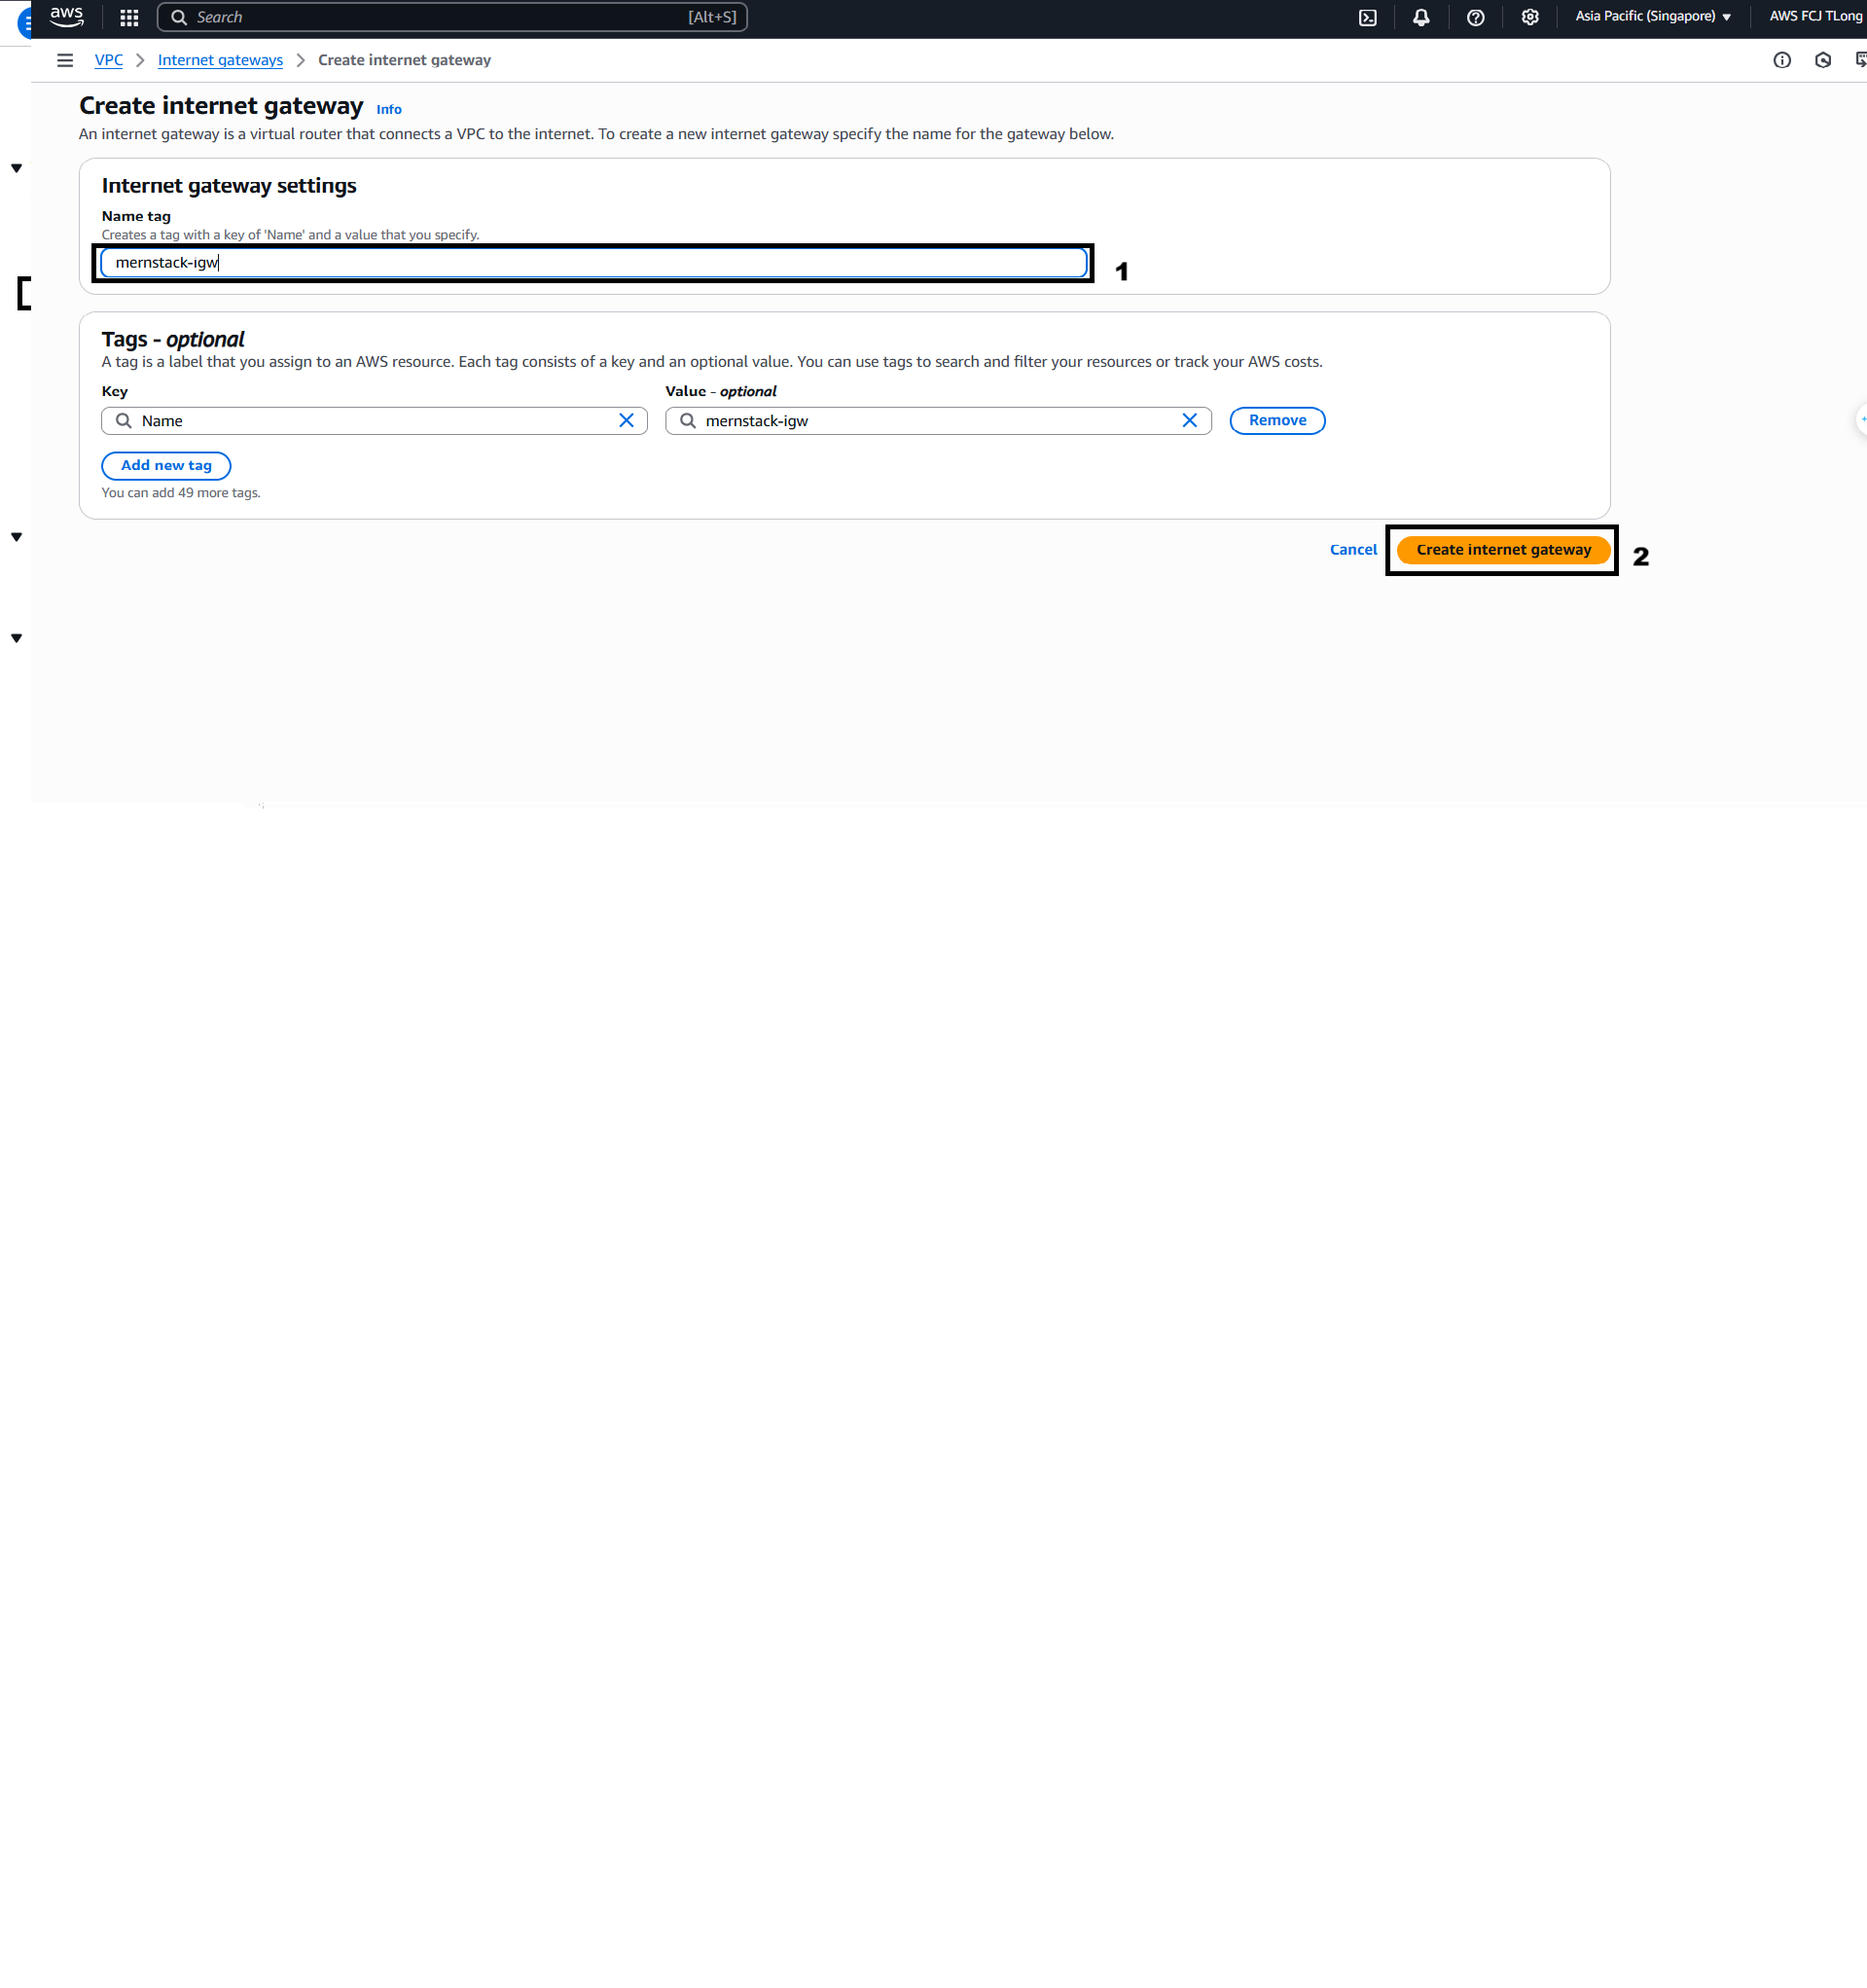 aws Search [Alt+S] Asia Pacific (Singapore) AWS FCJ TLong
VPC > Internet gateways > Create internet gateway
Create internet gateway Info
An internet gateway is a virtual router that connects a VPC to the internet. To create a new internet gateway specify the name for the gateway below.
Internet gateway settings
Name tag
Creates a tag with a key of 'Name' and a value that you specify.
mernstack-igw
1
Tags - optional
A tag is a label that you assign to an AWS resource. Each tag consists of a key and an optional value. You can use tags to search and filter your resources or track your AWS costs.
Key Value - optional
Name mernstack-igw Remove
Add new tag
You can add 49 more tags.
Cancel Create internet gateway 2